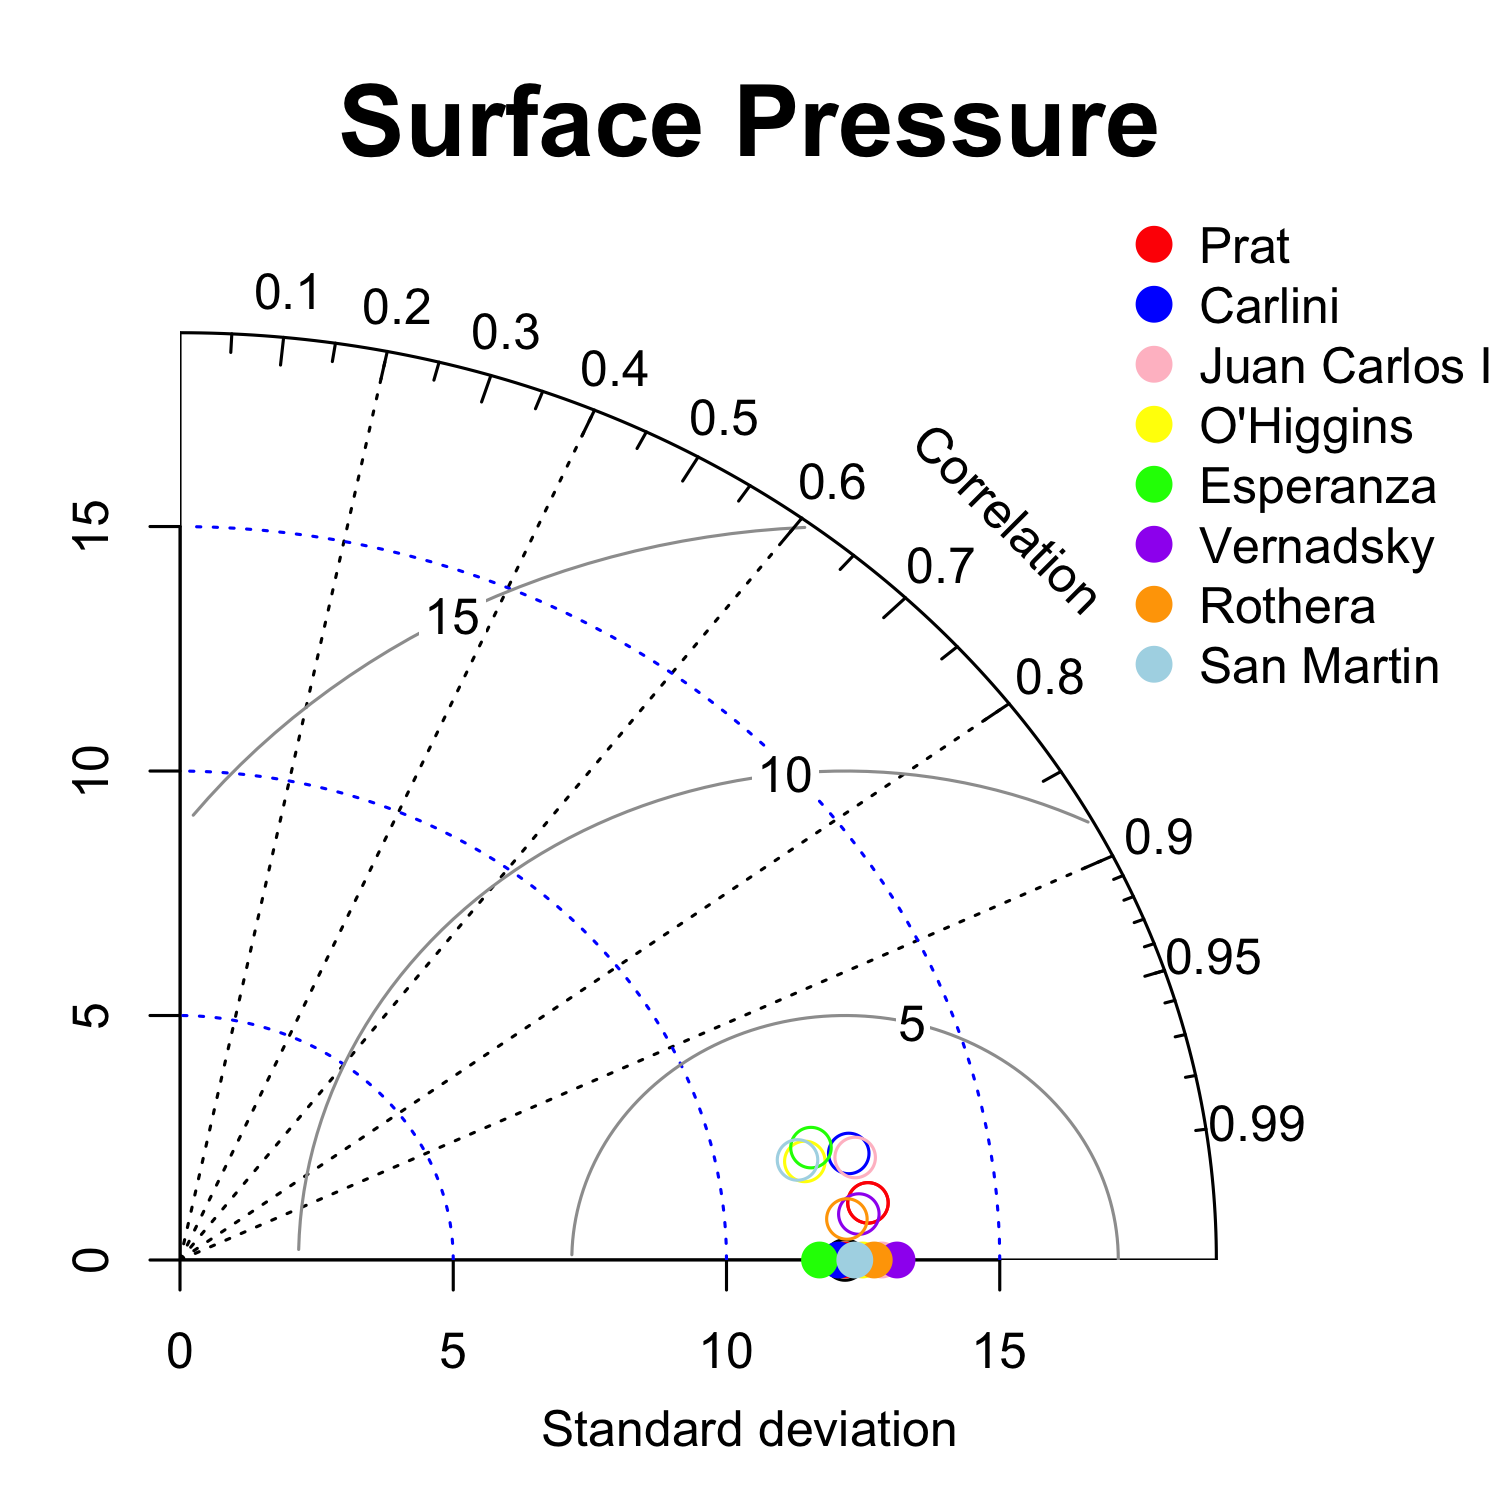 Surface Pressure
Prat
Carlini
Juan Carlos I
O'Higgins
Esperanza
Vernadsky
Rothera
San Martin
0.1
0.2
0.3
0.4
0.5
0.6
0.7
0.8
0.9
0.95
0.99
Correlation
15
10
5
0
15
10
5
0
5
10
15
Standard deviation